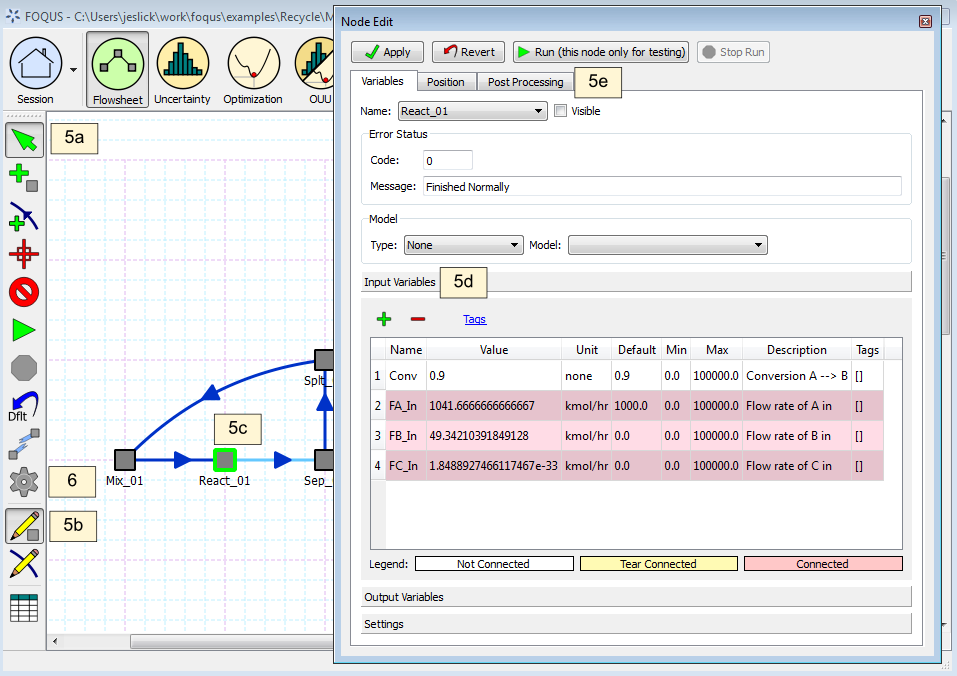 FOQUS - C:\Users\jeslick\work\foqus\examples\Recycle\M
Session
Flowsheet
Uncertainty
Optimization
OUU
5a
Dflt
6
5b
Splt_
5c
Mix_01
React_01
Sep_
Node Edit
Apply
Revert
Run (this node only for testing)
Stop Run
Variables
Position
Post Processing
5e
Name:
React_01
Visible
Error Status
Code:
0
Message:
Finished Normally
Model
Type:
None
Model:
Input Variables
5d
Tags
Name Value Unit Default Min Max Description Tags
1 Conv 0.9 none 0.9 0.0 100000.0 Conversion A --> B []
2 FA_In 1041.6666666666667 kmol/hr 1000.0 0.0 100000.0 Flow rate of A in []
3 FB_In 49.34210391849128 kmol/hr 0.0 0.0 100000.0 Flow rate of B in []
4 FC_In 1.8488927466117467e-33 kmol/hr 0.0 0.0 100000.0 Flow rate of C in []
Legend:
Not Connected
Tear Connected
Connected
Output Variables
Settings